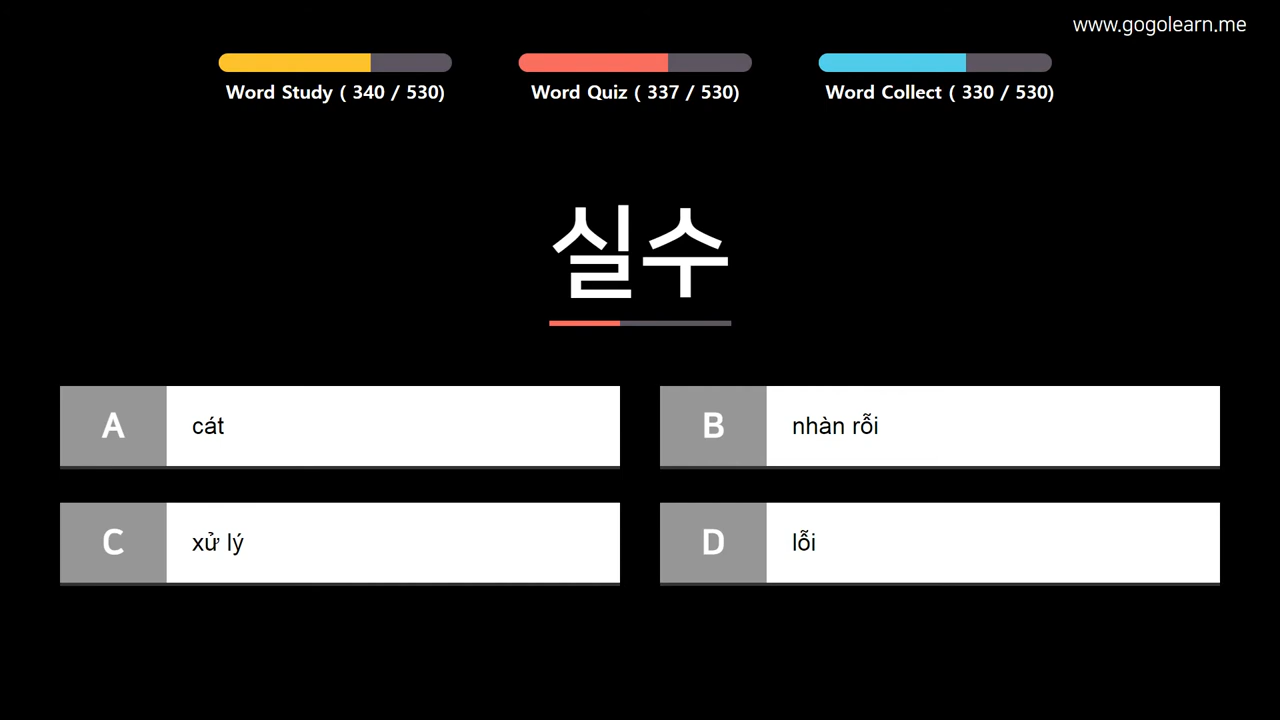 www.gogolearn.me
Word Study ( 340 / 530)
Word Quiz ( 337 / 530)
Word Collect ( 330 / 530)
실수
A cát
B nhàn rỗi
C xử lý
D lỗi